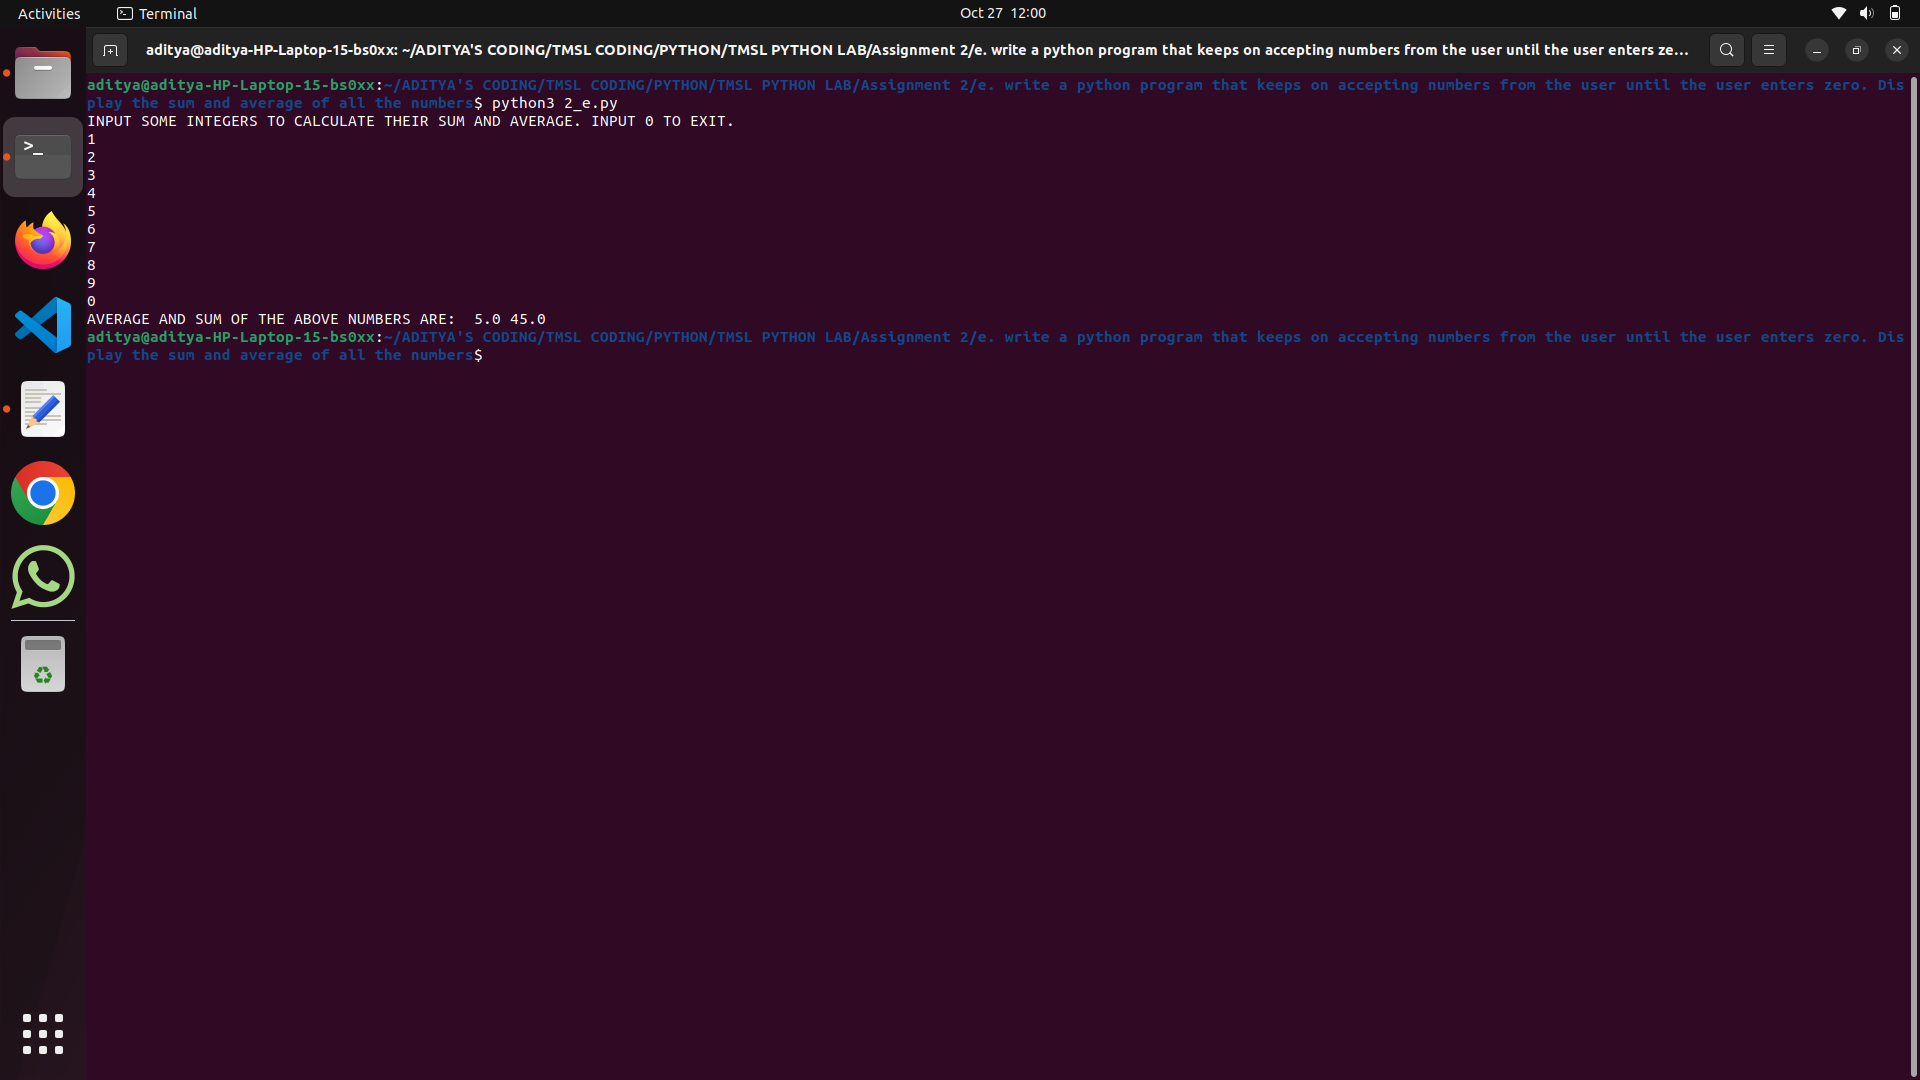 Activities
Terminal
Oct 27 12:00
aditya@aditya-HP-Laptop-15-bs0xx: ~/ADITYA'S CODING/TMSL CODING/PYTHON/TMSL PYTHON LAB/Assignment 2/e. write a python program that keeps on accepting numbers from the user until the user enters ze...
aditya@aditya-HP-Laptop-15-bs0xx:~/ADITYA'S CODING/TMSL CODING/PYTHON/TMSL PYTHON LAB/Assignment 2/e. write a python program that keeps on accepting numbers from the user until the user enters zero. Dis
play the sum and average of all the numbers$ python3 2_e.py
INPUT SOME INTEGERS TO CALCULATE THEIR SUM AND AVERAGE. INPUT 0 TO EXIT.
1
2
3
4
5
6
7
8
9
0
AVERAGE AND SUM OF THE ABOVE NUMBERS ARE:  5.0 45.0
aditya@aditya-HP-Laptop-15-bs0xx:~/ADITYA'S CODING/TMSL CODING/PYTHON/TMSL PYTHON LAB/Assignment 2/e. write a python program that keeps on accepting numbers from the user until the user enters zero. Dis
play the sum and average of all the numbers$